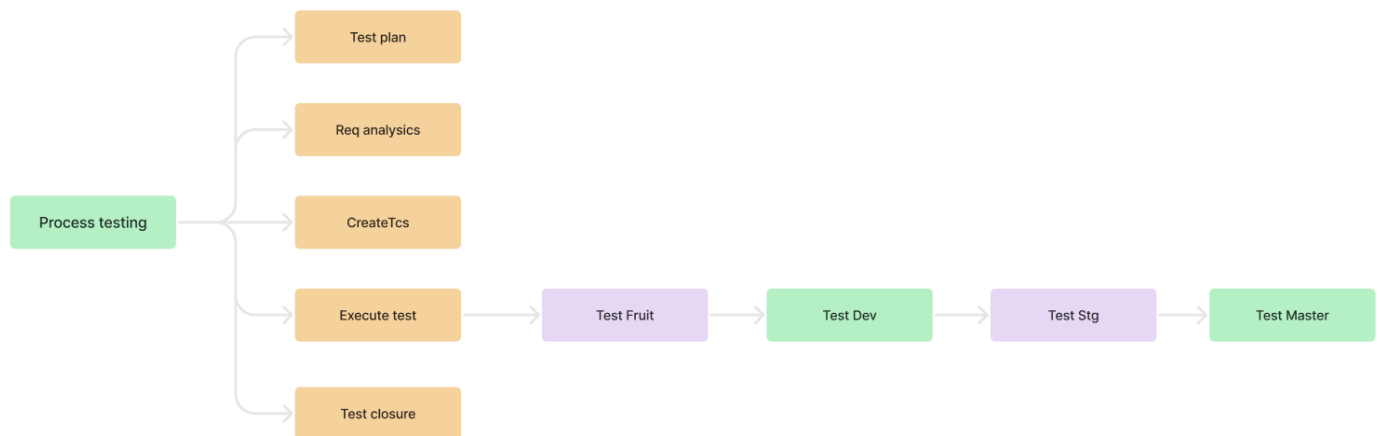 Test plan
Req analysics
Process testing
CreateTcs
Execute test
Test Fruit
Test Dev
Test Stg
Test Master
Test closure